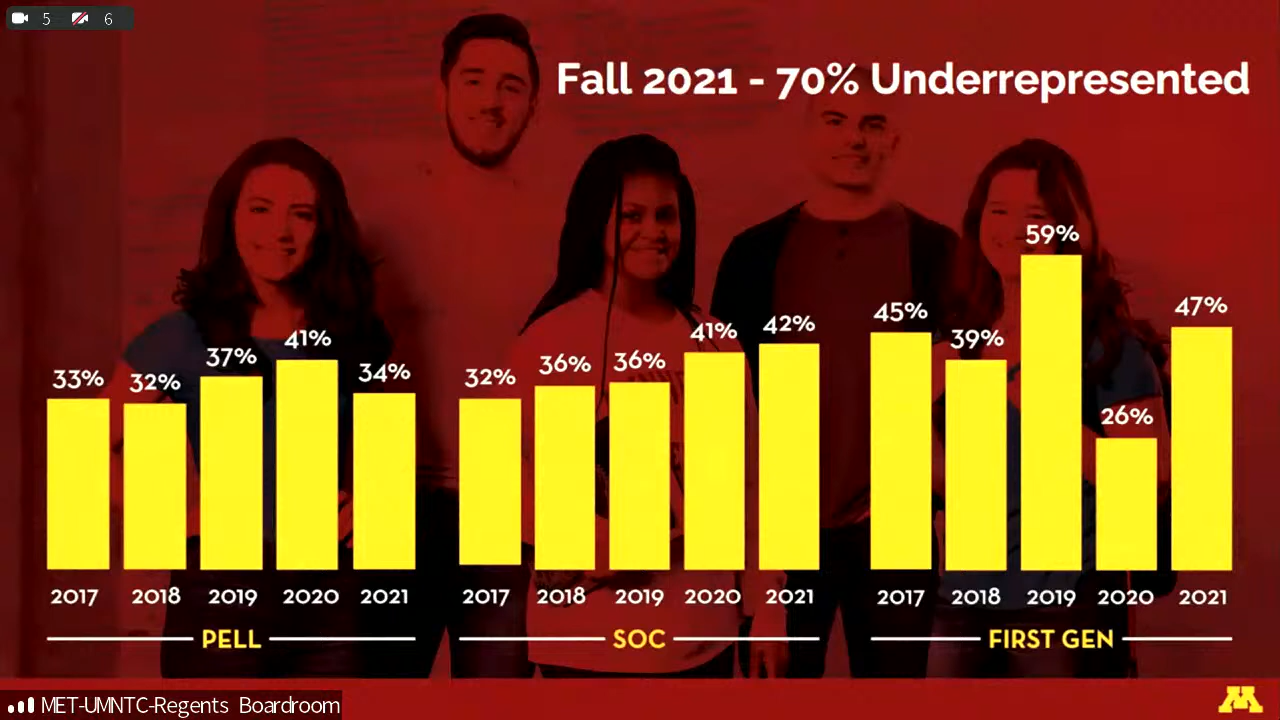 5 6
Fall 2021 - 70% Underrepresented
33% 32% 37% 41% 34%
32% 36% 36% 41% 42%
45% 39% 59% 26% 47%
2017 2018 2019 2020 2021
2017 2018 2019 2020 2021
2017 2018 2019 2020 2021
PELL
SOC
FIRST GEN
MET-UMNTC-Regents Boardroom
M